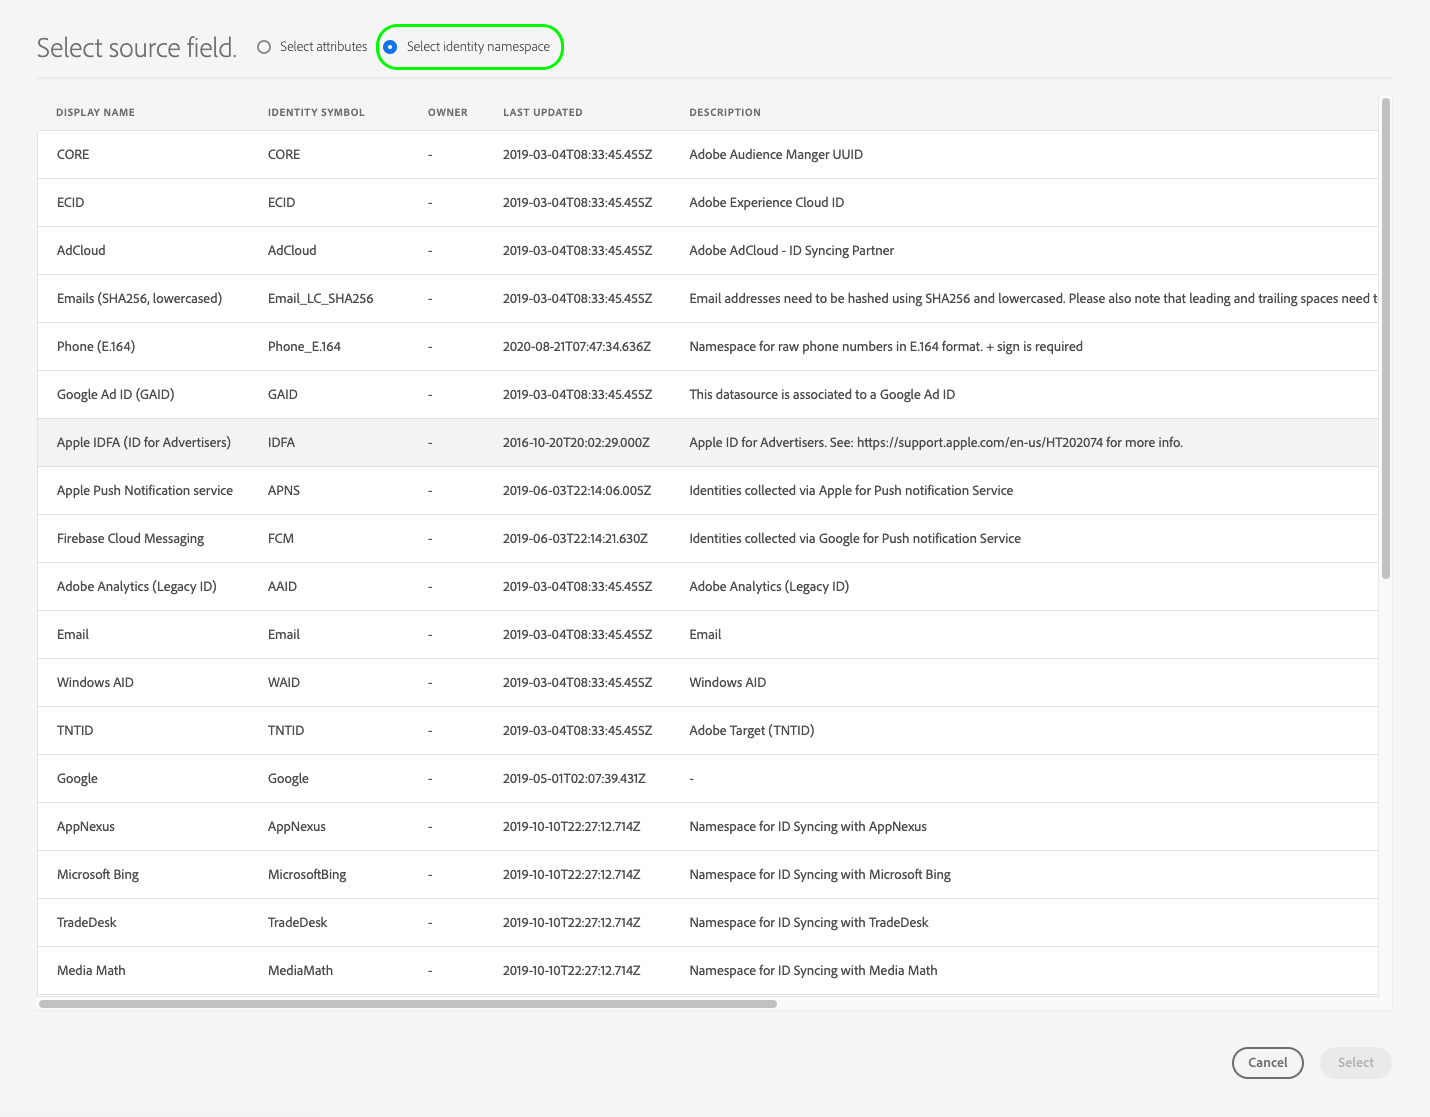 Select source field. Select attributes Select identity namespace
DISPLAY NAME IDENTITY SYMBOL OWNER LAST UPDATED DESCRIPTION
CORE CORE - 2019-03-04T08:33:45.455Z Adobe Audience Manger UUID
ECID ECID - 2019-03-04T08:33:45.455Z Adobe Experience Cloud ID
AdCloud AdCloud - 2019-03-04T08:33:45.455Z Adobe AdCloud - ID Syncing Partner
Emails (SHA256, lowercased) Email_LC_SHA256 - 2019-03-04T08:33:45.455Z Email addresses need to be hashed using SHA256 and lowercased. Please also note that leading and trailing spaces need t
Phone (E.164) Phone_E.164 - 2020-08-21T07:47:34.636Z Namespace for raw phone numbers in E.164 format. + sign is required
Google Ad ID (GAID) GAID - 2019-03-04T08:33:45.455Z This datasource is associated to a Google Ad ID
Apple IDFA (ID for Advertisers) IDFA - 2016-10-20T20:02:29.000Z Apple ID for Advertisers. See: https://support.apple.com/en-us/HT202074 for more info.
Apple Push Notification service APNS - 2019-06-03T22:14:06.005Z Identities collected via Apple for Push notification Service
Firebase Cloud Messaging FCM - 2019-06-03T22:14:21.630Z Identities collected via Google for Push notification Service
Adobe Analytics (Legacy ID) AAID - 2019-03-04T08:33:45.455Z Adobe Analytics (Legacy ID)
Email Email - 2019-03-04T08:33:45.455Z Email
Windows AID WAID - 2019-03-04T08:33:45.455Z Windows AID
TNTID TNTID - 2019-03-04T08:33:45.455Z Adobe Target (TNTID)
Google Google - 2019-05-01T02:07:39.431Z -
AppNexus AppNexus - 2019-10-10T22:27:12.714Z Namespace for ID Syncing with AppNexus
Microsoft Bing MicrosoftBing - 2019-10-10T22:27:12.714Z Namespace for ID Syncing with Microsoft Bing
TradeDesk TradeDesk - 2019-10-10T22:27:12.714Z Namespace for ID Syncing with TradeDesk
Media Math MediaMath - 2019-10-10T22:27:12.714Z Namespace for ID Syncing with Media Math
Cancel Select